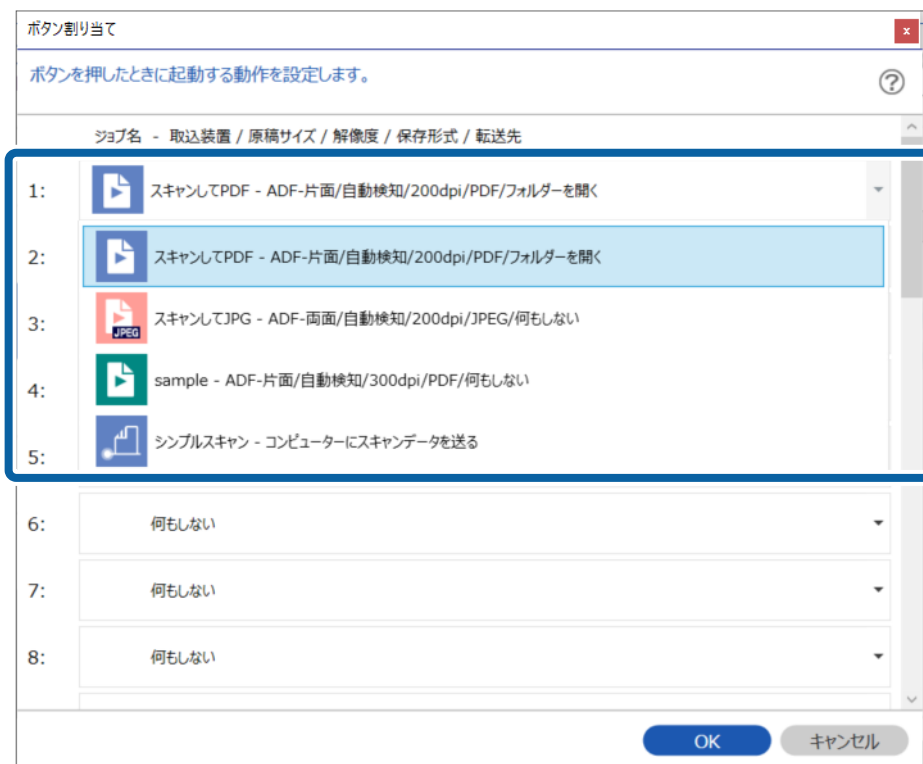 ボタン割り当て
x
ボタンを押したときに起動する動作を設定します。
?
ジョブ名 - 取込装置 / 原稿サイズ / 解像度 / 保存形式 / 転送先
1: スキャンしてPDF - ADF-片面/自動検知/200dpi/PDF/フォルダーを開く
2: スキャンしてPDF - ADF-片面/自動検知/200dpi/PDF/フォルダーを開く
3: JPEG スキャンしてJPG - ADF-両面/自動検知/200dpi/JPEG/何もしない
4: sample - ADF-片面/自動検知/300dpi/PDF/何もしない
5: シンプルスキャン - コンピューターにスキャンデータを送る
6: 何もしない
7: 何もしない
8: 何もしない
OK キャンセル